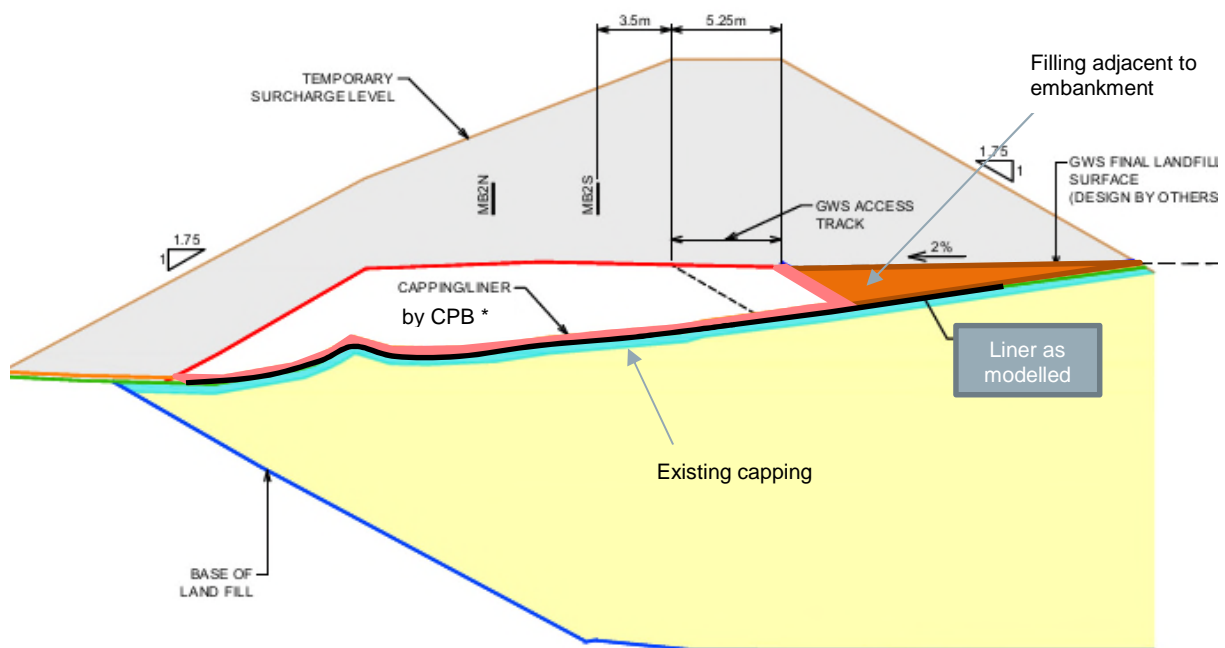 3.5m
5.25m
Filling adjacent to
embankment
TEMPORARY
SURCHARGE LEVEL
1.75
1
GWS FINAL LANDFILL
SURFACE
(DESIGN BY OTHERS
MB2N
MB2S
GWS ACCESS
TRACK
1.75
1
2%
CAPPING/LINER
by CPB *
Liner as
modelled
Existing capping
BASE OF
LAND FILL